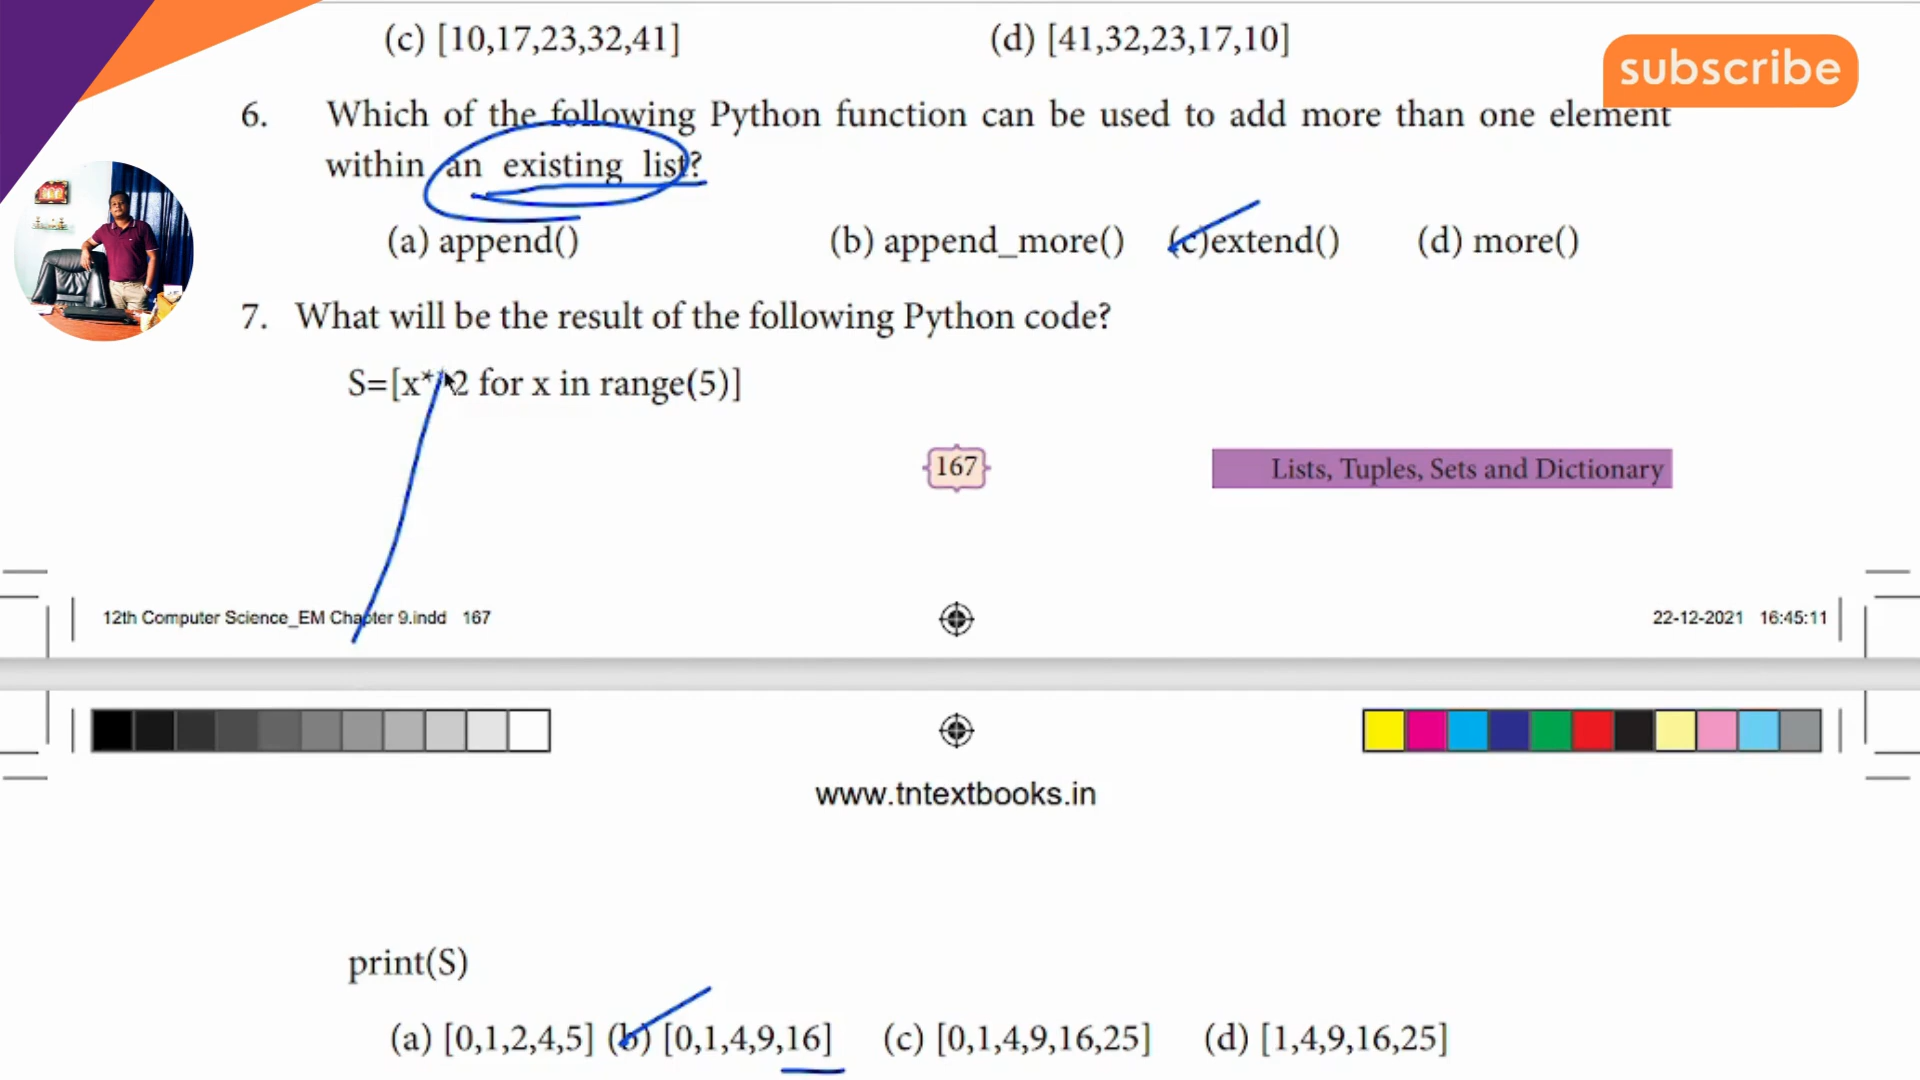 (c) [10,17,23,32,41] (d) [41,32,23,17,10]
subscribe
6. Which of the following Python function can be used to add more than one element
within an existing list?
(a) append() (b) append_more() (c)extend() (d) more()
7. What will be the result of the following Python code?
S=[x**2 for x in range(5)]
167 Lists, Tuples, Sets and Dictionary
12th Computer Science_EM Chapter 9.indd 167 22-12-2021 16:45:11
www.tntextbooks.in
print(S)
(a) [0,1,2,4,5] (b) [0,1,4,9,16] (c) [0,1,4,9,16,25] (d) [1,4,9,16,25]